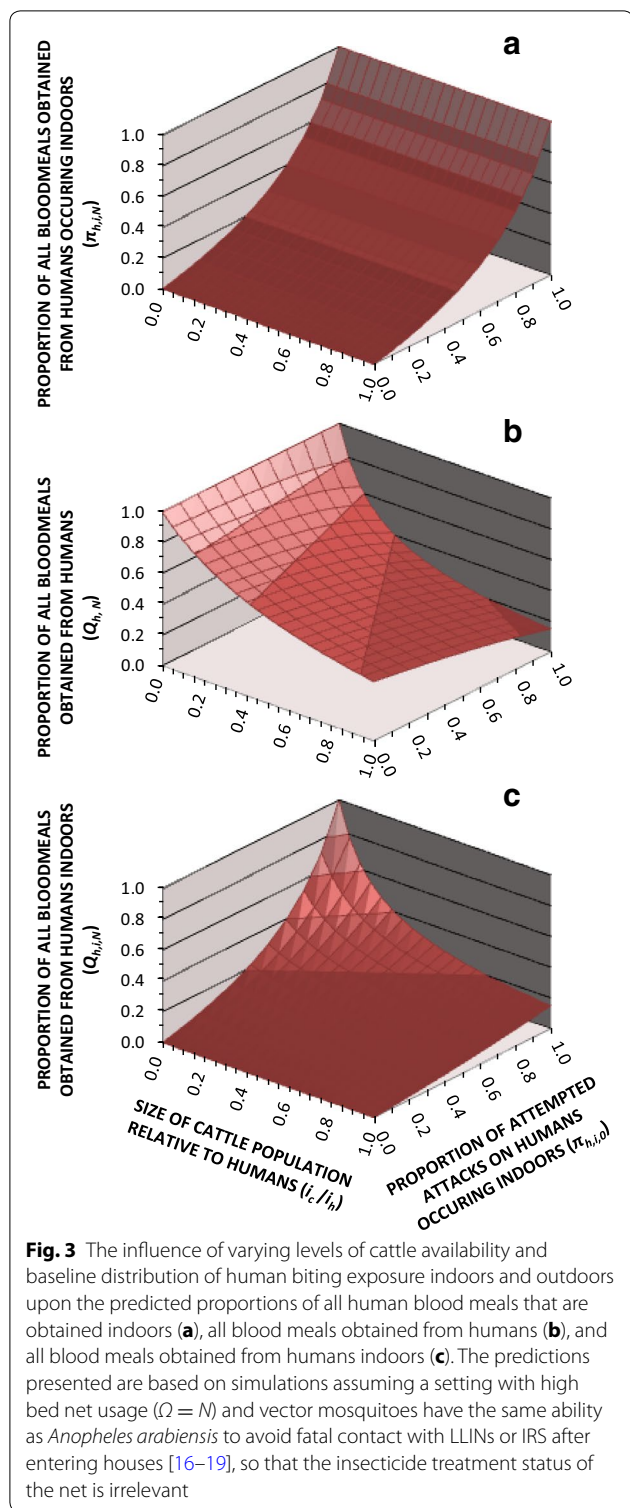 a
PROPORTION OF ALL BLOODMEALS OBTAINED
FROM HUMANS OCCURING INDOORS
(πh,i,N)
1.0
0.8
0.6
0.4
0.2
0.0
0.0
0.2
0.4
0.6
0.8
1.0
0.0
0.2
0.4
0.6
0.8
1.0
b
PROPORTION OF ALL BLOODMEALS
OBTAINED FROM HUMANS
(Qh, N)
1.0
0.8
0.6
0.4
0.2
0.0
0.0
0.2
0.4
0.6
0.8
1.0
0.0
0.2
0.4
0.6
0.8
1.0
c
PROPORTION OF ALL BLOODMEALS
OBTAINED FROM HUMANS INDOORS
(Qh,i,N)
1.0
0.8
0.6
0.4
0.2
0.0
0.0
0.2
0.4
0.6
0.8
1.0
0.0
0.2
0.4
0.6
0.8
1.0
SIZE OF CATTLE POPULATION
RELATIVE TO HUMANS (ic/ih)
PROPORTION OF ATTEMPTED
ATTACKS ON HUMANS
OCCURING INDOORS (πh,i,0)
Fig. 3 The influence of varying levels of cattle availability and
baseline distribution of human biting exposure indoors and outdoors
upon the predicted proportions of all human blood meals that are
obtained indoors (a), all blood meals obtained from humans (b), and
all blood meals obtained from humans indoors (c). The predictions
presented are based on simulations assuming a setting with high
bed net usage (Ω = N) and vector mosquitoes have the same ability
as Anopheles arabiensis to avoid fatal contact with LLINs or IRS after
entering houses [16–19], so that the insecticide treatment status of
the net is irrelevant